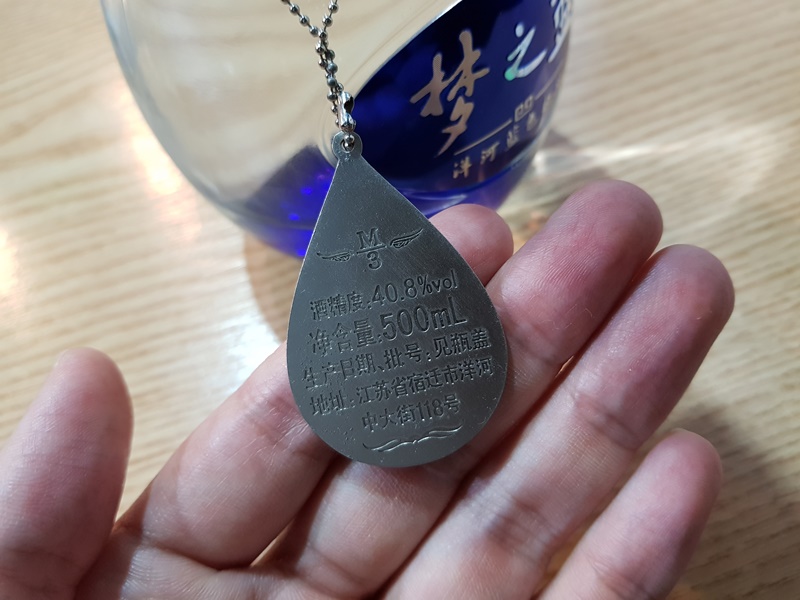 梦之蓝
洋河蓝色
M
3
酒精度:40.8%vol
净含量:500mL
生产日期、批号:见瓶盖
地址:江苏省宿迁市洋河
中大街118号